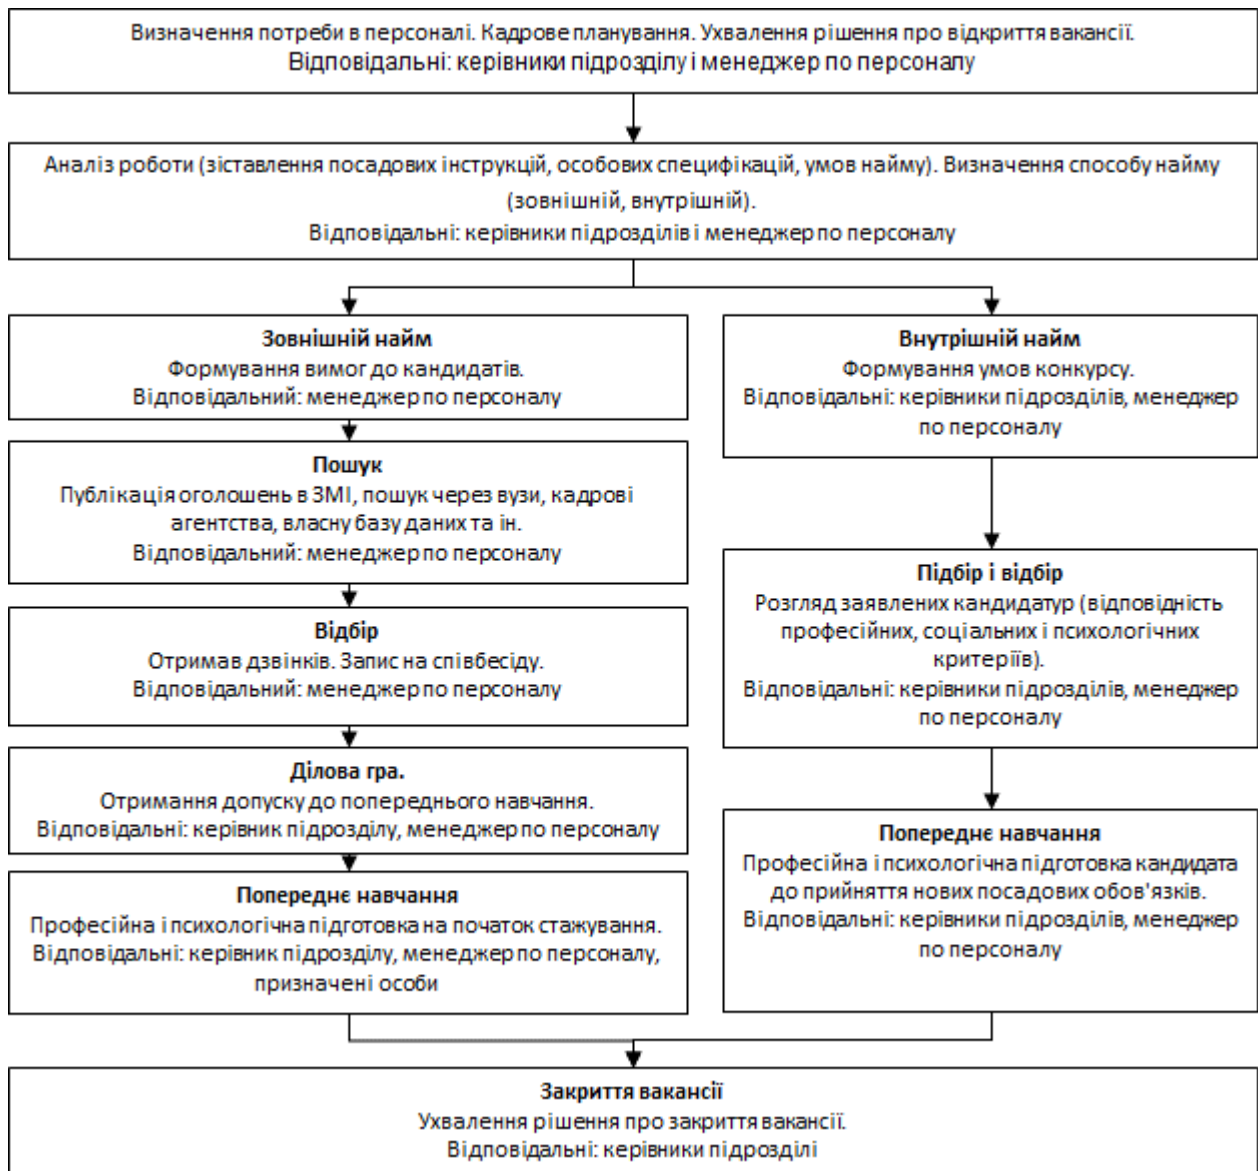 Визначення потреби в персоналі. Кадрове планування. Ухвалення рішення про відкриття вакансії.
Відповідальні: керівники підрозділу і менеджер по персоналу
Аналіз роботи (зіставлення посадових інструкцій, особових специфікацій, умов найму). Визначення способу найму
(зовнішній, внутрішній).
Відповідальні: керівники підрозділів і менеджер по персоналу
Зовнішній найм
Формування вимог до кандидатів.
Відповідальний: менеджер по персоналу
Пошук
Публікація оголошень в ЗМІ, пошук через вузи, кадрові
агентства, власну базу даних та ін.
Відповідальний: менеджер по персоналу
Відбір
Отримав дзвінків. Запис на співбесіду.
Відповідальний: менеджер по персоналу
Ділова гра.
Отримання допуску до попереднього навчання.
Відповідальні: керівник підрозділу, менеджер по персоналу
Попереднє навчання
Професійна і психологічна підготовка на початок стажування.
Відповідальні: керівник підрозділу, менеджер по персоналу,
призначені особи
Внутрішній найм
Формування умов конкурсу.
Відповідальні: керівники підрозділів, менеджер
по персоналу
Підбір і відбір
Розгляд заявлених кандидатур (відповідність
професійних, соціальних і психологічних
критеріїв).
Відповідальні: керівники підрозділів, менеджер
по персоналу
Попереднє навчання
Професійна і психологічна підготовка кандидата
до прийняття нових посадових обов'язків.
Відповідальні: керівники підрозділів, менеджер
по персоналу
Закриття вакансії
Ухвалення рішення про закриття вакансії.
Відповідальні: керівники підрозділі